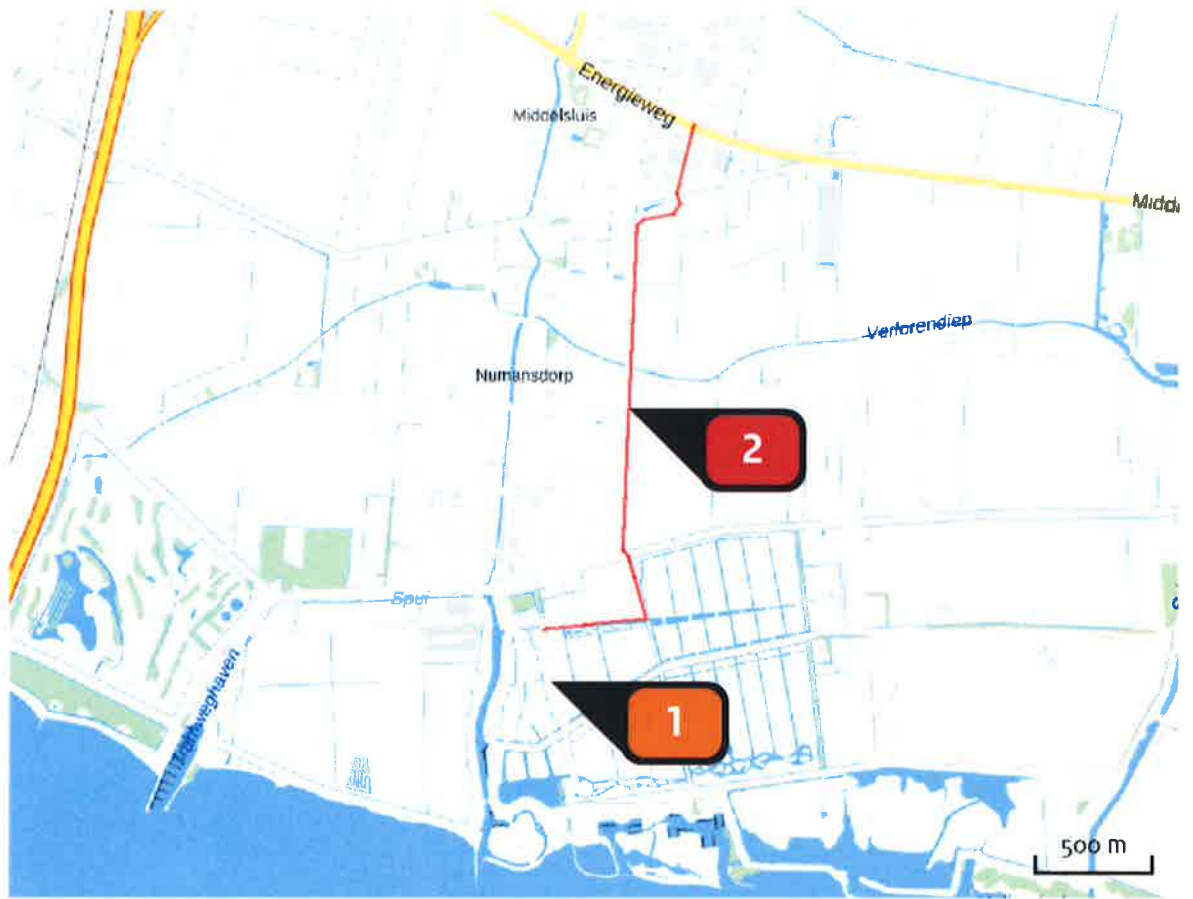 Energieweg
Middelsluis
Midd
Verlorendiep
Numansdorp
2
Spui
1
500 m